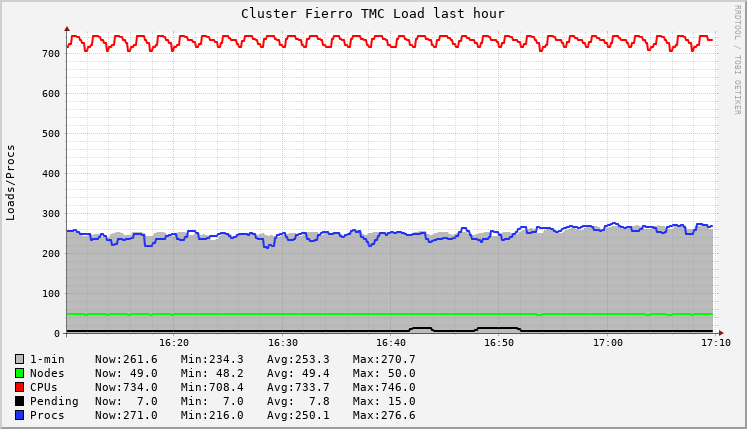 Cluster Fierro TMC Load last hour
RRDTOOL / TOBI OETIKER
Loads/Procs
700
600
500
400
300
200
100
0
16:20 16:30 16:40 16:50 17:00 17:10
1-min Now:261.6 Min:234.3 Avg:253.3 Max:270.7
Nodes Now: 49.0 Min: 48.2 Avg: 49.4 Max: 50.0
CPUs Now:734.0 Min:708.4 Avg:733.7 Max:746.0
Pending Now: 7.0 Min: 7.0 Avg: 7.8 Max: 15.0
Procs Now:271.0 Min:216.0 Avg:250.1 Max:276.6